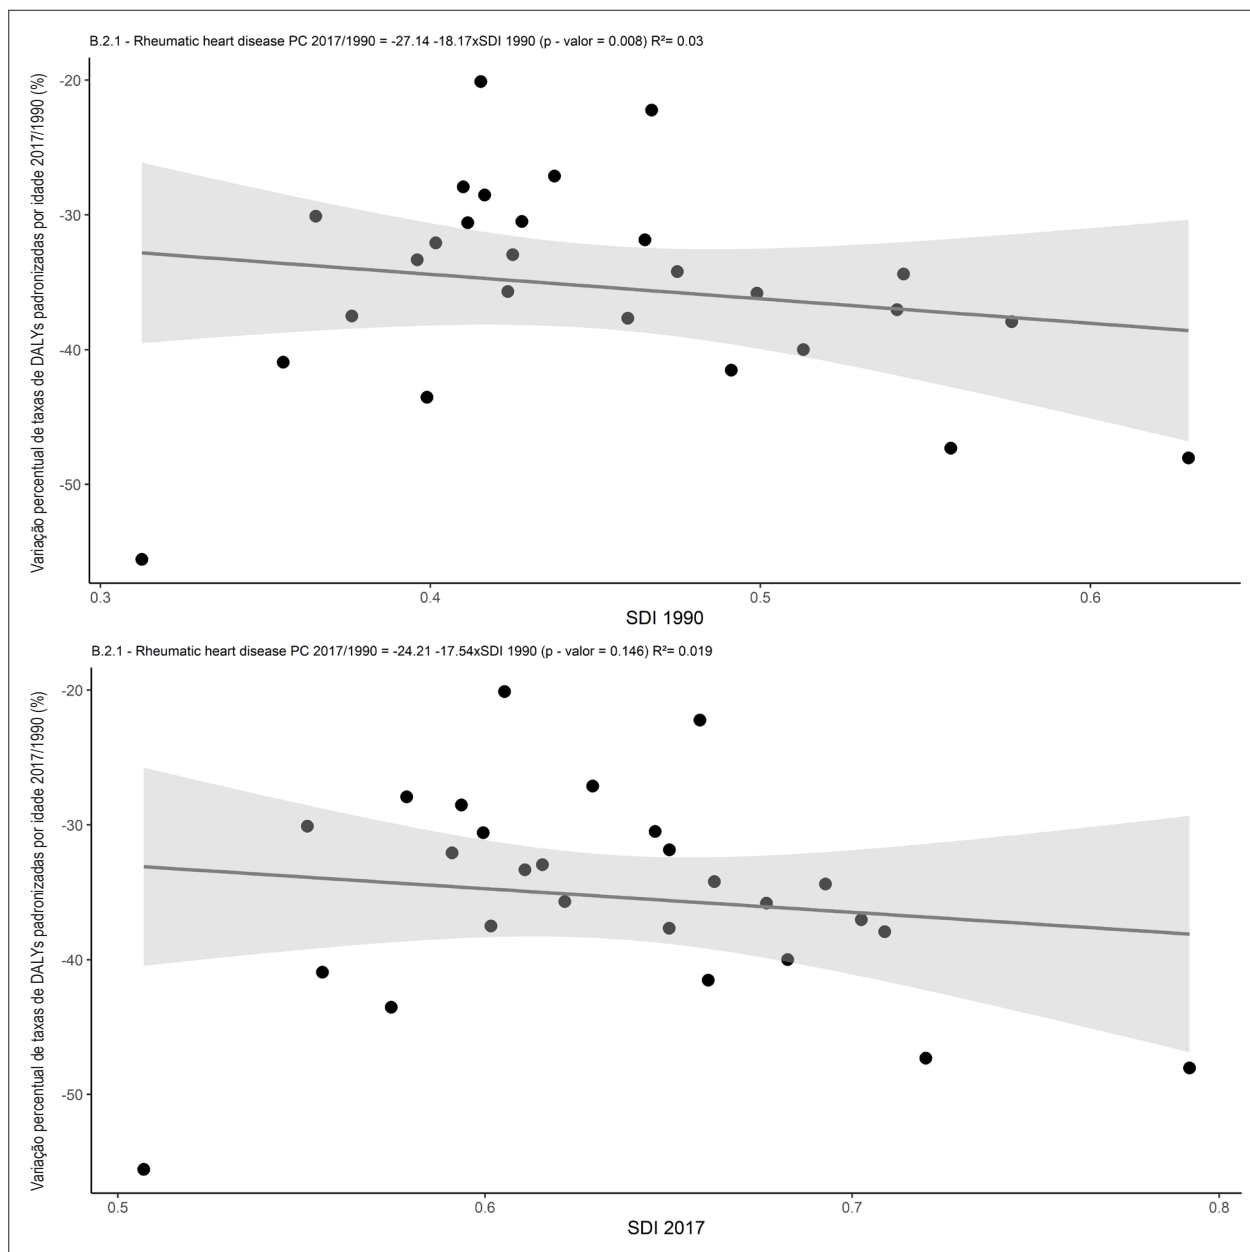 B.2.1 - Rheumatic heart disease PC 2017/1990 = -27.14 -18.17xSDI 1990 (p - valor = 0.008) R²= 0.03
Variação percentual de taxas de DALYs padronizadas por idade 2017/1990 (%)
-20
-30
-40
-50
0.3 0.4 0.5 0.6
SDI 1990
B.2.1 - Rheumatic heart disease PC 2017/1990 = -24.21 -17.54xSDI 1990 (p - valor = 0.146) R²= 0.019
Variação percentual de taxas de DALYs padronizadas por idade 2017/1990 (%)
-20
-30
-40
-50
0.5 0.6 0.7 0.8
SDI 2017